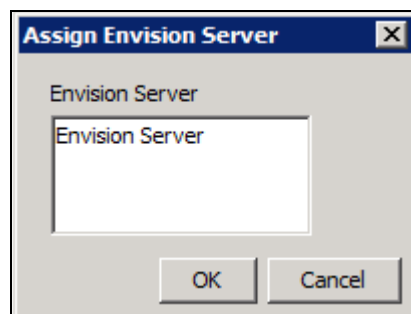 Assign Envision Server
Envision Server
Envision Server
OK
Cancel